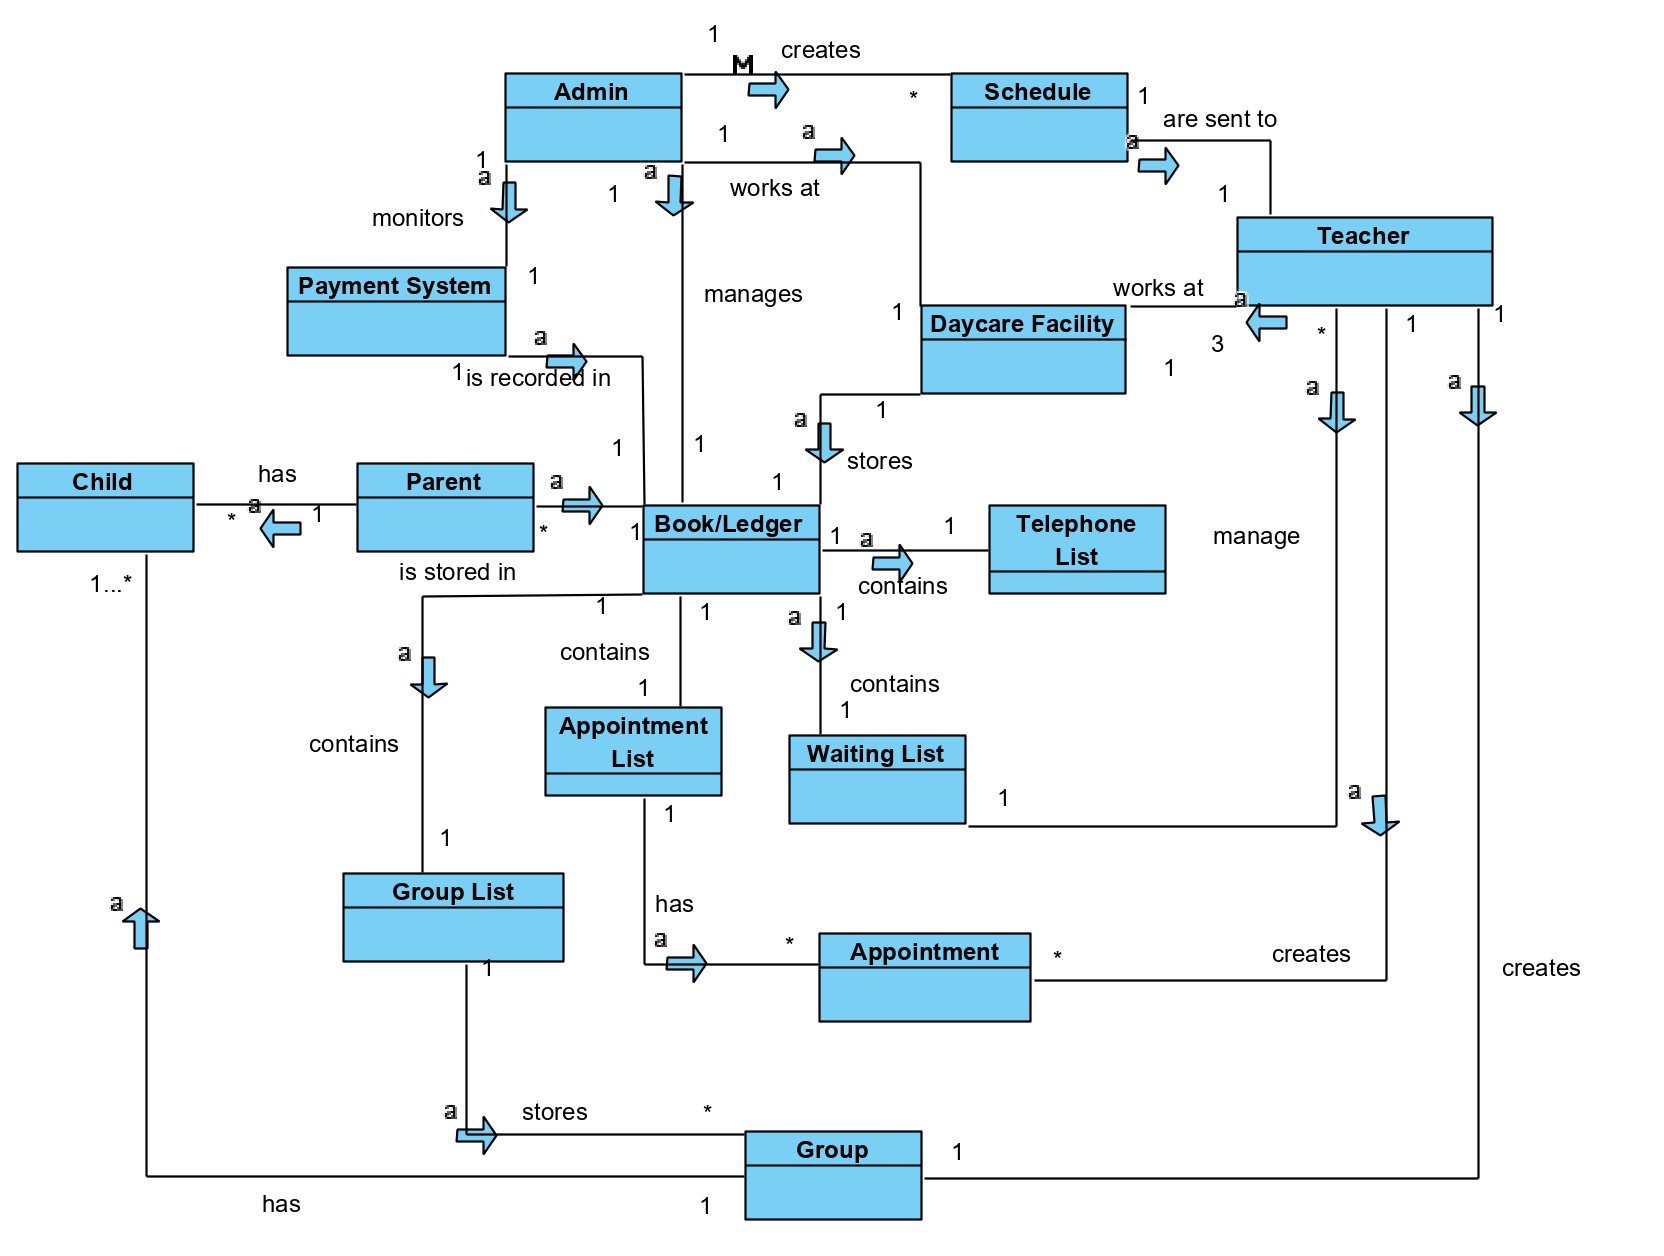 1
creates
M
Admin
Schedule
*
1
are sent to
1
a
a
works at
1
a
1
a
1
monitors
1
Teacher
Payment System
1
manages
works at
a
1
Daycare Facility
3
*
1
1
a
1
is recorded in
1
1
a
a
a
1
1
stores
1
Child
has
Parent
a
*
a
1
*
1
Book/Ledger
1
a
1
Telephone
List
manage
contains
is stored in
1...*
1
1
a
1
a
contains
1
contains
1
contains
Appointment
List
Waiting List
1
1
a
1
Group List
has
a
*
Appointment
*
creates
creates
a
1
a
stores
*
Group
1
has
1